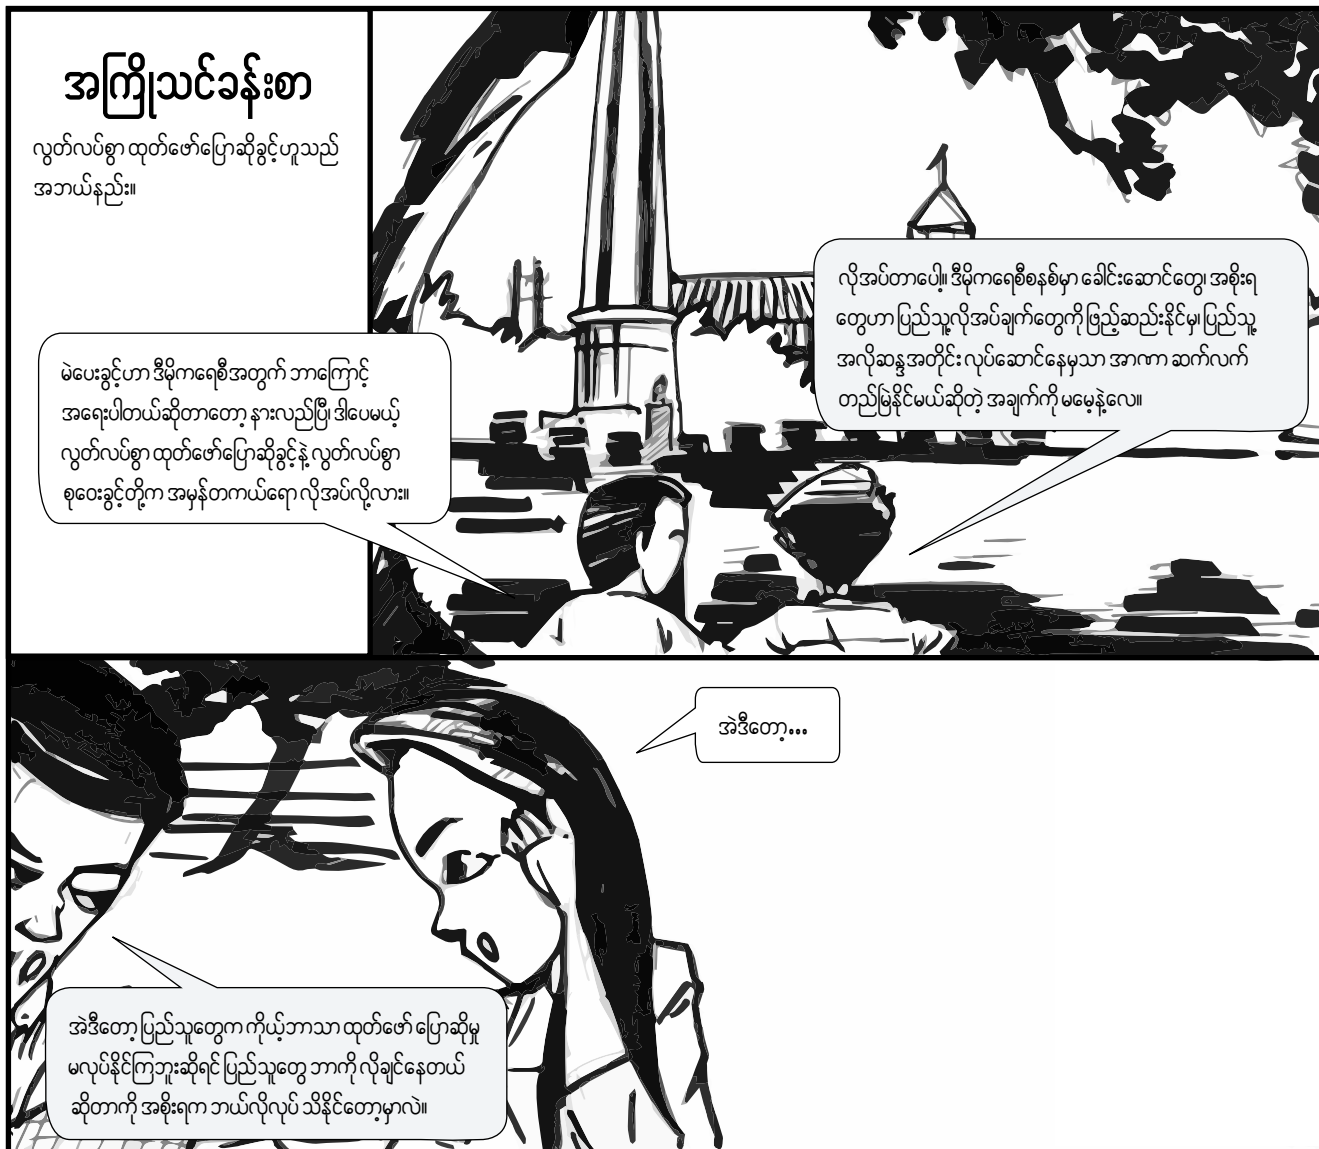 အကြိုသင်ခန်းစာ
လွတ်လပ်စွာ ထုတ်ဖော်ပြောဆိုခွင့်ဟူသည်
အဘယ်နည်း။
မဲပေးခွင့်ဟာ ဒီမိုကရေစီအတွက် ဘာကြောင့်
အရေးပါတယ်ဆိုတာတော့ နားလည်ပြီ၊ ဒါပေမယ့်
လွတ်လပ်စွာ ထုတ်ဖော်ပြောဆိုခွင့်နဲ့ လွတ်လပ်စွာ
စုဝေးခွင့်တို့က အမှန်တကယ်ရော လိုအပ်လို့လား။
လိုအပ်တာပေါ့။ ဒီမိုကရေစီစနစ်မှာ ခေါင်းဆောင်တွေ၊ အစိုးရ
တွေဟာ ပြည်သူ့လိုအပ်ချက်တွေကို ဖြည့်ဆည်းနိုင်မှ၊ ပြည်သူ့
အလိုဆန္ဒအတိုင်း လုပ်ဆောင်နေမှသာ အာဏာ ဆက်လက်
တည်မြဲနိုင်မယ်ဆိုတဲ့ အချက်ကို မမေ့နဲ့လေ။
အဲဒီတော့...
အဲဒီတော့ ပြည်သူတွေက ကိုယ့်ဘာသာ ထုတ်ဖော် ပြောဆိုမှု
မလုပ်နိုင်ကြဘူးဆိုရင် ပြည်သူတွေ ဘာကို လိုချင်နေတယ်
ဆိုတာကို အစိုးရက ဘယ်လိုလုပ် သိနိုင်တော့မှာလဲ။